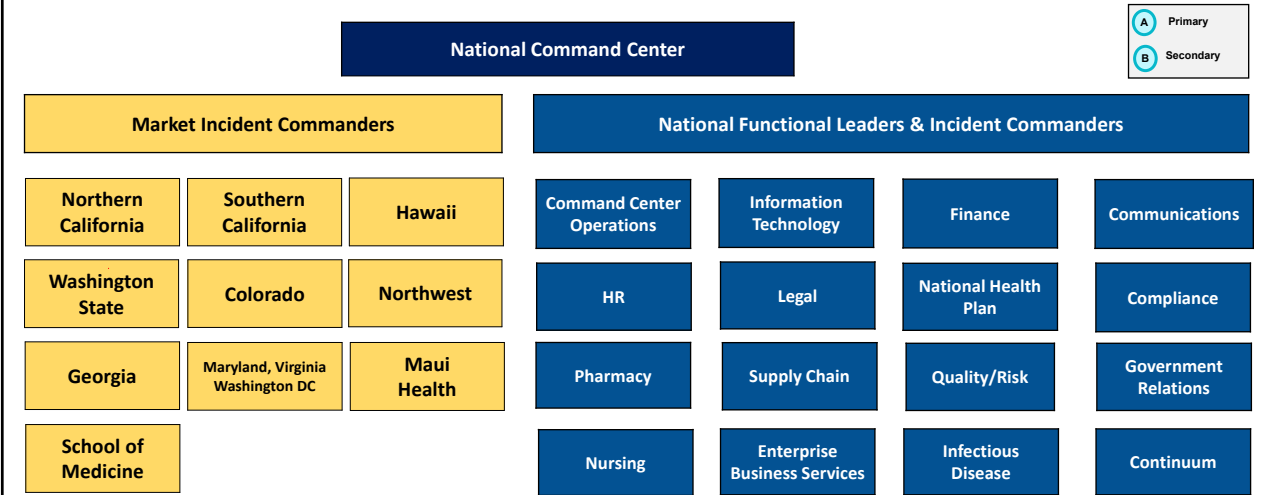 National Command Center
A Primary
B Secondary
Market Incident Commanders
National Functional Leaders & Incident Commanders
Northern
California
Southern
California
Hawaii
Washington
State
Colorado
Northwest
Georgia
Maryland, Virginia
Washington DC
Maui
Health
School of
Medicine
Command Center
Operations
Information
Technology
Finance
Communications
HR
Legal
National Health
Plan
Compliance
Pharmacy
Supply Chain
Quality/Risk
Government
Relations
Nursing
Enterprise
Business Services
Infectious
Disease
Continuum